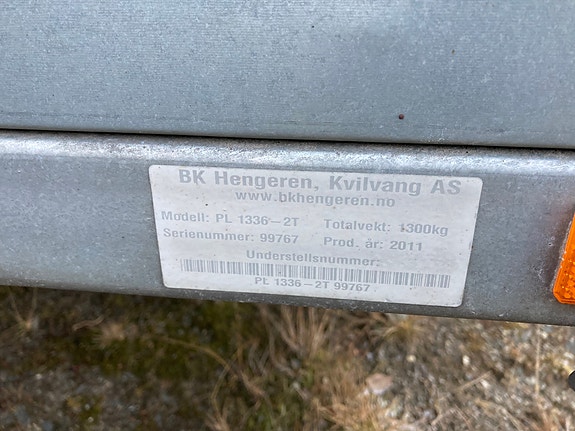 BK Hengeren, Kvilvang AS
www.bkhengeren.no
Modell: PL 1336-2T Totalvekt: 1300kg
Serienummer: 99767 Prod. år: 2011
Understellsnummer:
PL 1336-2T 99767